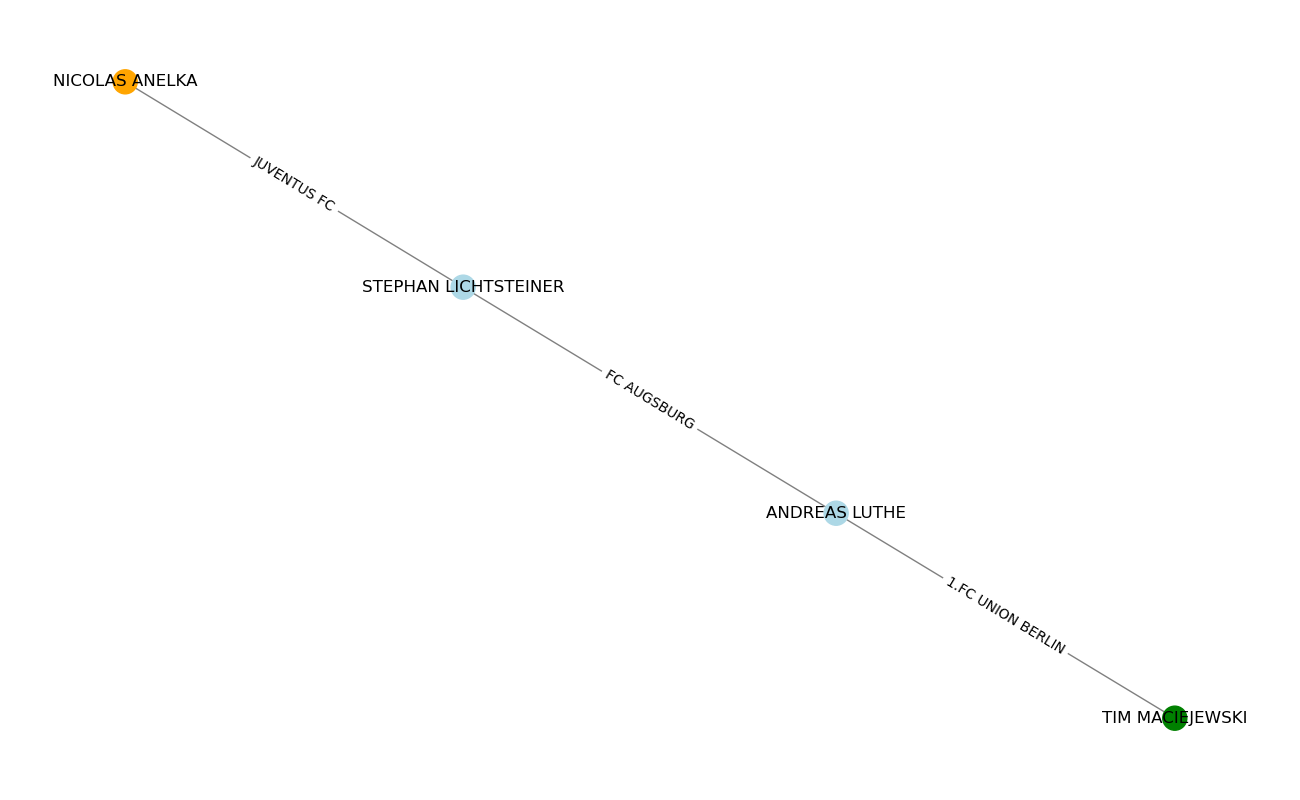 NICOLAS ANELKA
JUVENTUS FC
STEPHAN LICHTSTEINER
FC AUGSBURG
ANDREAS LUTHE
1.FC UNION BERLIN
TIM MACIEJEWSKI